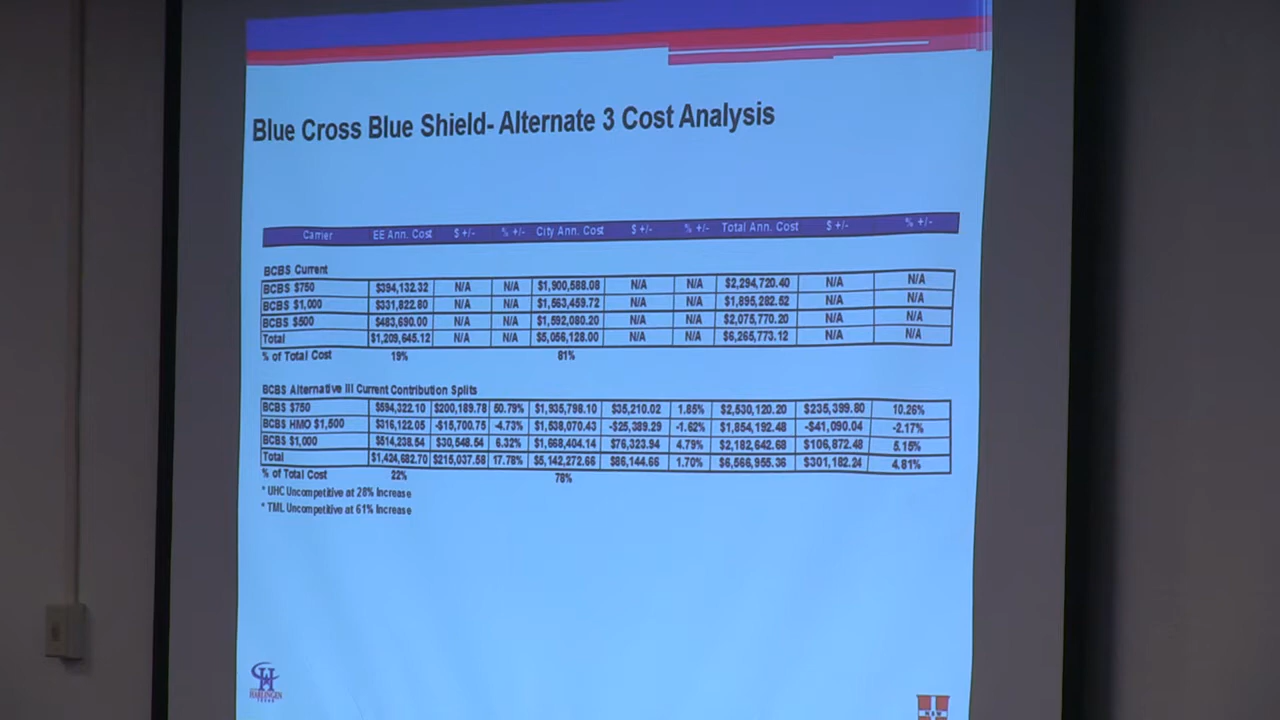 Blue Cross Blue Shield- Alternate 3 Cost Analysis
Carrier EE Ann. Cost $ +/- % +/- City Ann. Cost $ +/- % +/- Total Ann. Cost $ +/- % +/-
BCBS Current
BCBS $750 $394,132.32 N/A N/A $1,900,588.08 N/A N/A $2,294,720.40 N/A N/A
BCBS $1,000 $331,822.80 N/A N/A $1,563,459.72 N/A N/A $1,895,282.52 N/A N/A
BCBS $500 $483,690.00 N/A N/A $1,592,080.20 N/A N/A $2,075,770.20 N/A N/A
Total $1,209,645.12 N/A N/A $5,056,128.00 N/A N/A $6,265,773.12 N/A N/A
% of Total Cost 19% 81%
BCBS Alternative III Current Contribution Splits
BCBS $750 $594,322.10 $200,189.78 50.79% $1,935,798.10 $35,210.02 1.85% $2,530,120.20 $235,399.80 10.26%
BCBS HMO $1,500 $316,122.05 -$15,700.75 -4.73% $1,538,070.43 -$25,389.29 -1.62% $1,854,192.48 -$41,090.04 -2.17%
BCBS $1,000 $514,238.54 $30,548.54 6.32% $1,668,404.14 $76,323.94 4.79% $2,182,642.68 $106,872.48 5.15%
Total $1,424,682.70 $215,037.58 17.78% $5,142,272.66 $86,144.66 1.70% $6,566,955.36 $301,182.24 4.81%
% of Total Cost 22% 78%
* UHC Uncompetitive at 28% Increase
* TML Uncompetitive at 61% Increase
HARLINGEN
TEXAS